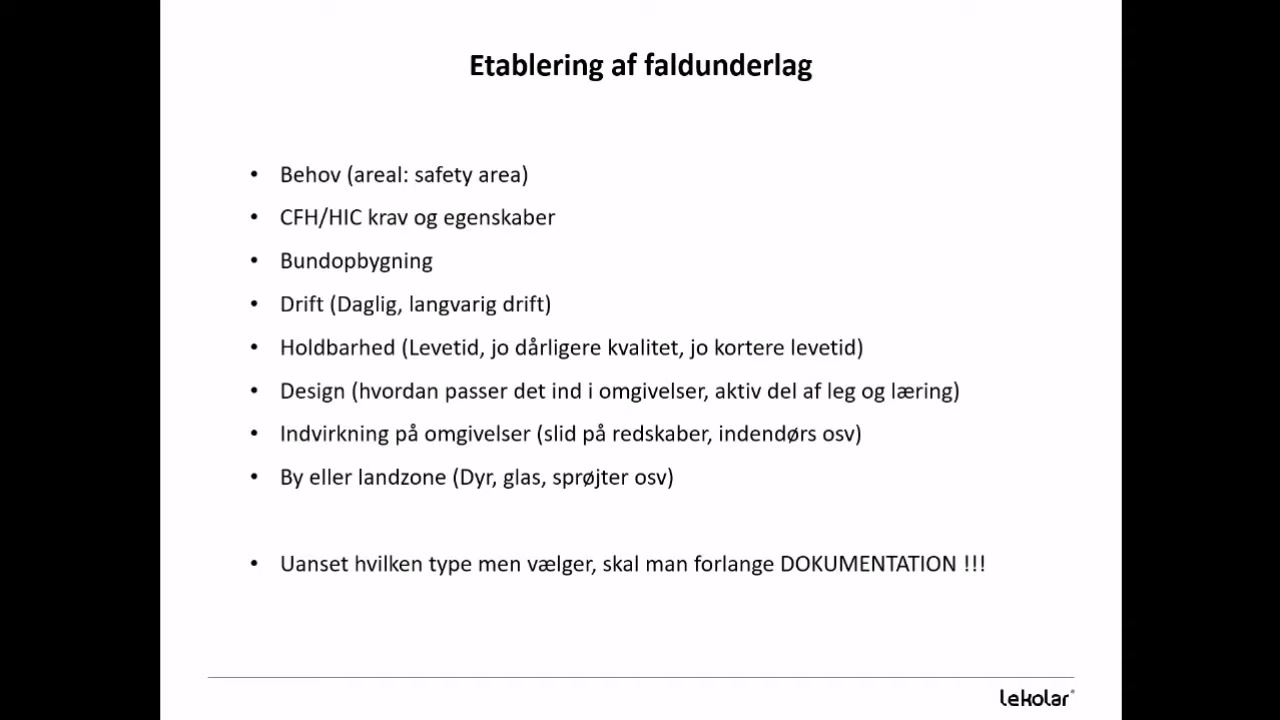 Etablering af faldunderlag
• Behov (areal: safety area)
• CFH/HIC krav og egenskaber
• Bundopbygning
• Drift (Daglig, langvarig drift)
• Holdbarhed (Levetid, jo dårligere kvalitet, jo kortere levetid)
• Design (hvordan passer det ind i omgivelser, aktiv del af leg og læring)
• Indvirkning på omgivelser (slid på redskaber, indendørs osv)
• By eller landzone (Dyr, glas, sprøjter osv)
• Uanset hvilken type men vælger, skal man forlange DOKUMENTATION !!!
lekolar